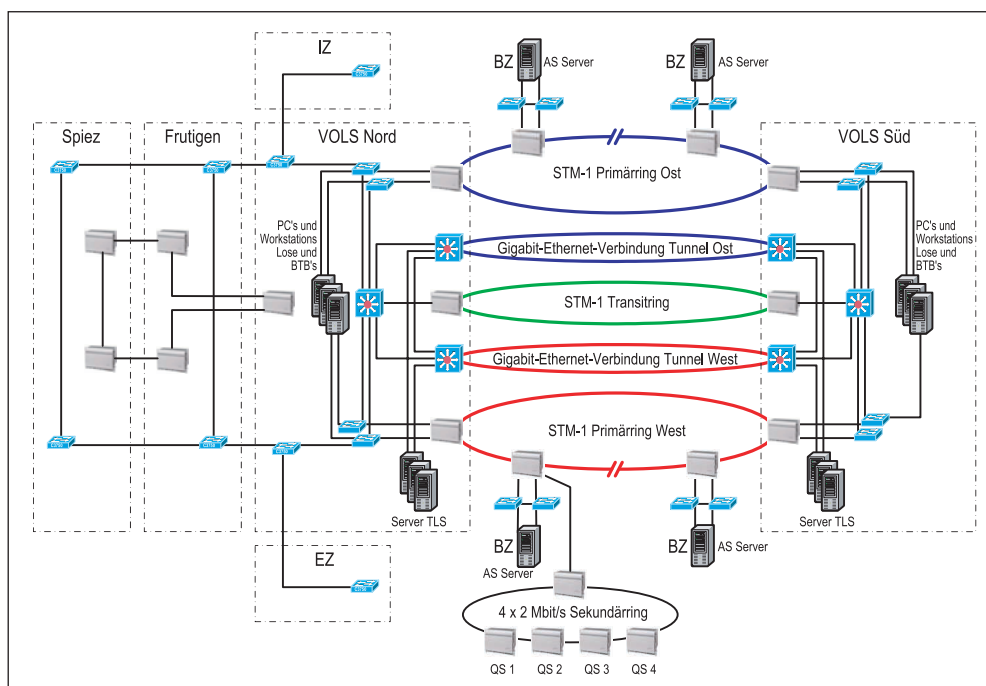 IZ
BZ
AS Server
BZ
AS Server
Spiez
Frutigen
VOLS Nord
VOLS Süd
STM-1 Primärring Ost
PC's und
Workstations
Lose und
BTB's
PC's und
Workstations
Lose und
BTB's
Gigabit-Ethernet-Verbindung Tunnel Ost
STM-1 Transitring
Gigabit-Ethernet-Verbindung Tunnel West
STM-1 Primärring West
Server TLS
Server TLS
BZ
AS Server
BZ
AS Server
EZ
4 x 2 Mbit/s Sekundärring
QS 1
QS 2
QS 3
QS 4